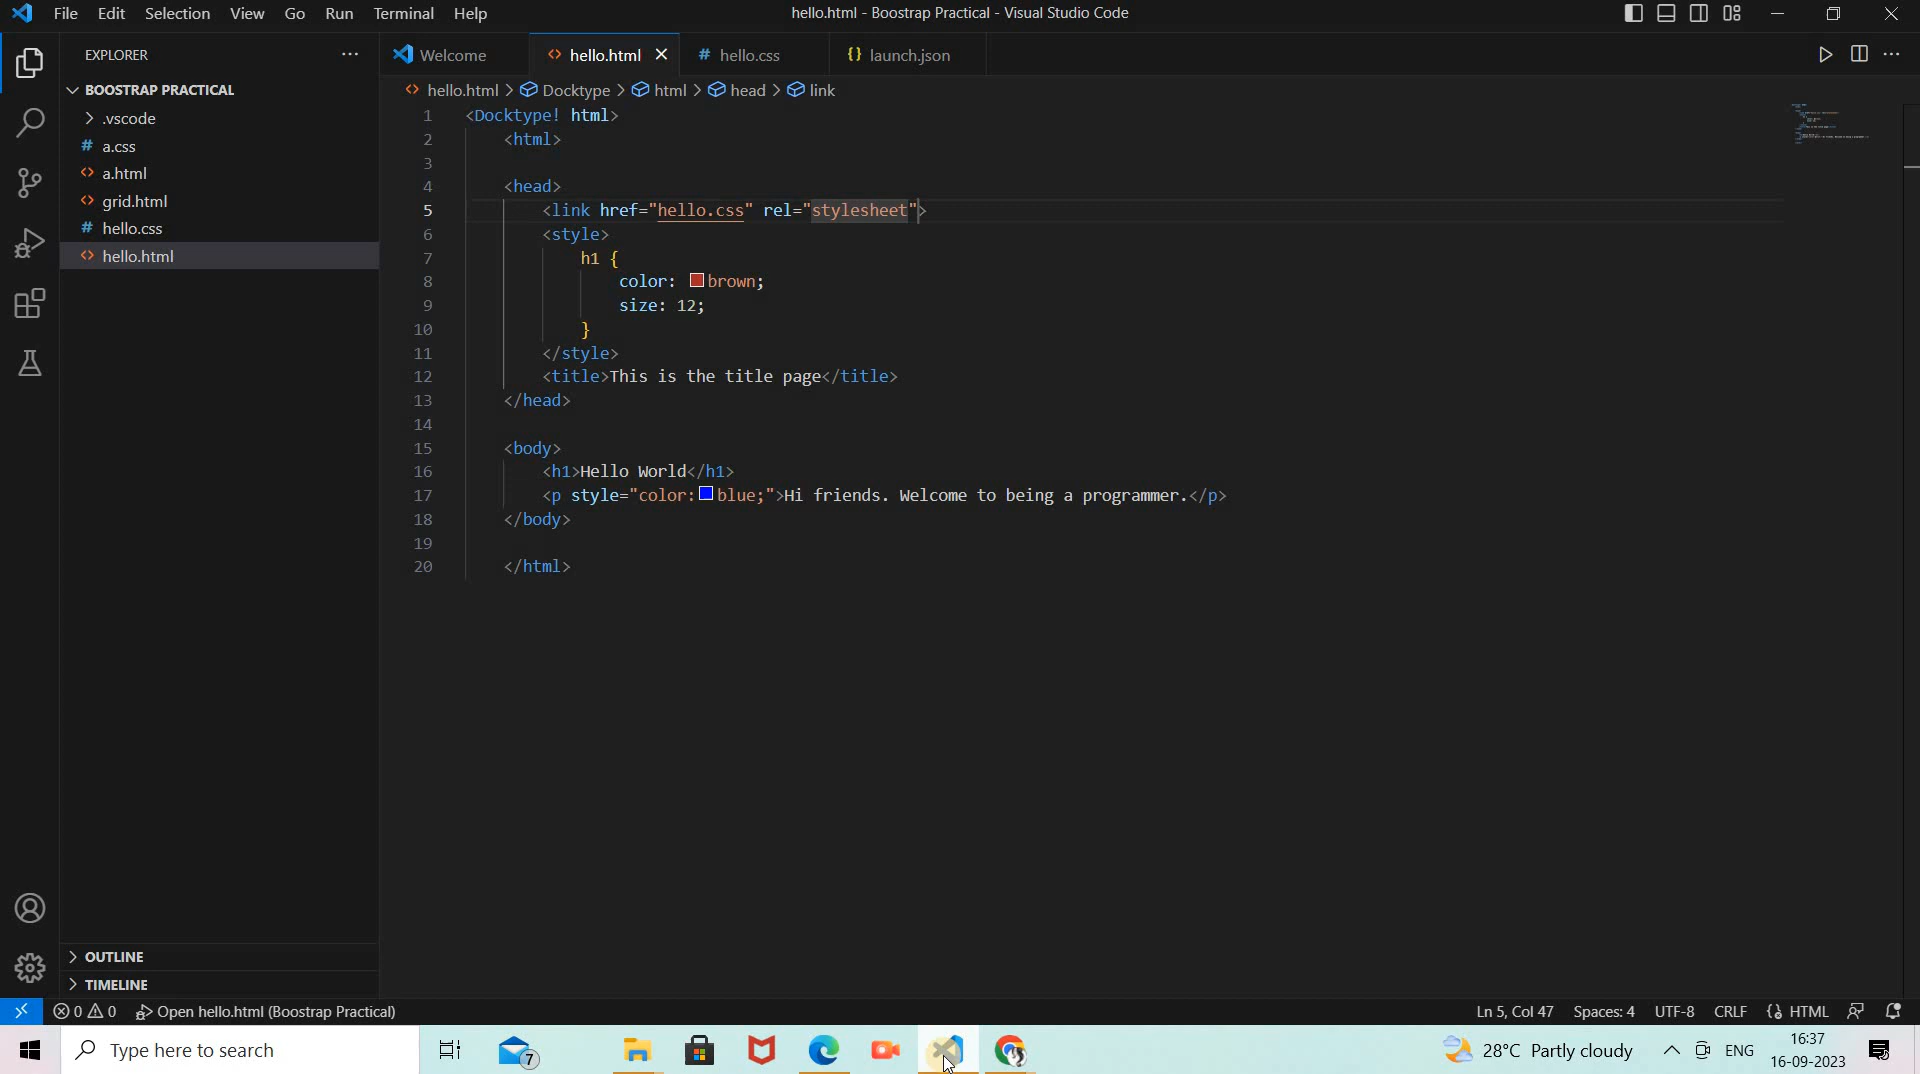 File Edit Selection View Go Run Terminal Help
hello.html - Boostrap Practical - Visual Studio Code
EXPLORER
Welcome
hello.html
# hello.css
{} launch.json
BOOSTRAP PRACTICAL
.vscode
# a.css
<> a.html
<> grid.html
# hello.css
<> hello.html
OUTLINE
TIMELINE
<> hello.html > Docktype > html > head > link
1 <Docktype! html>
2 <html>
3
4 <head>
5 <link href="hello.css" rel="stylesheet">
6 <style>
7 h1 {
8 color: brown;
9 size: 12;
10 }
11 </style>
12 <title>This is the title page</title>
13 </head>
14
15 <body>
16 <h1>Hello World</h1>
17 <p style="color:blue;">Hi friends. Welcome to being a programmer.</p>
18 </body>
19
20 </html>
0 0 Open hello.html (Boostrap Practical)
Ln 5, Col 47 Spaces: 4 UTF-8 CRLF {} HTML
Type here to search
7
28°C Partly cloudy
ENG
16:37
16-09-2023